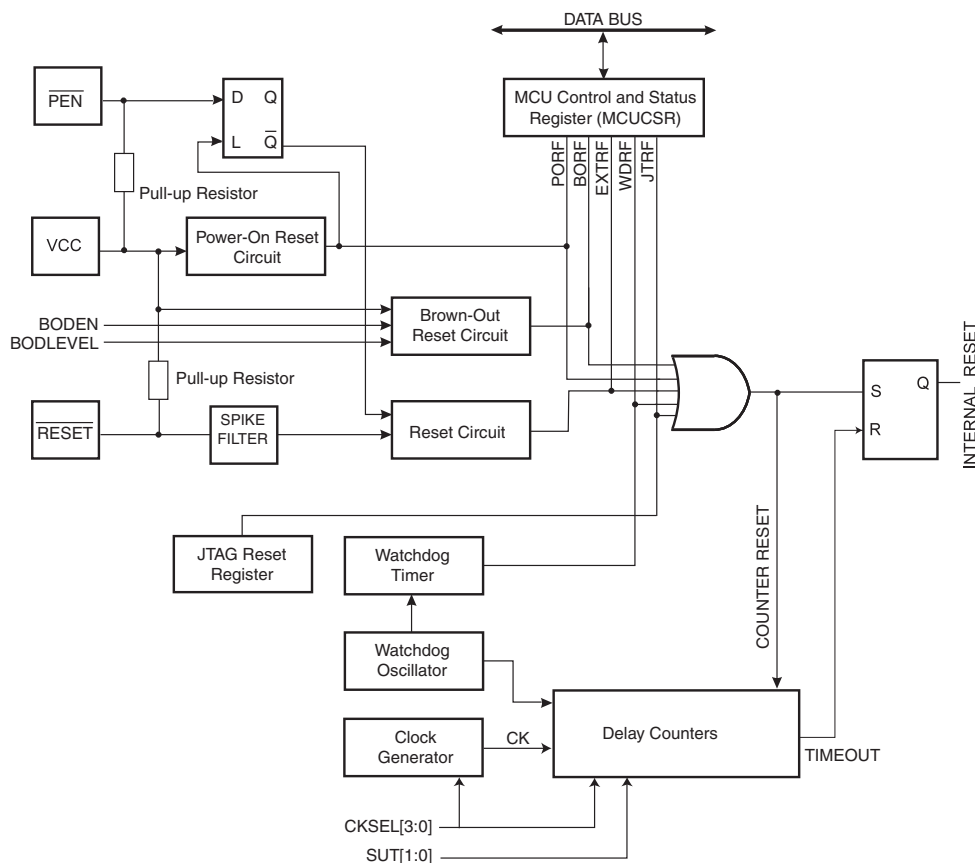 DATA BUS
PEN
D Q
L Q
MCU Control and Status
Register (MCUCSR)
PORF
BORF
EXTRF
WDRF
JTRF
Pull-up Resistor
VCC
Power-On Reset
Circuit
BODEN
BODLEVEL
Brown-Out
Reset Circuit
Pull-up Resistor
RESET
SPIKE
FILTER
Reset Circuit
S
Q
R
INTERNAL RESET
JTAG Reset
Register
Watchdog
Timer
COUNTER RESET
Watchdog
Oscillator
Clock
Generator
CK
Delay Counters
TIMEOUT
CKSEL[3:0]
SUT[1:0]